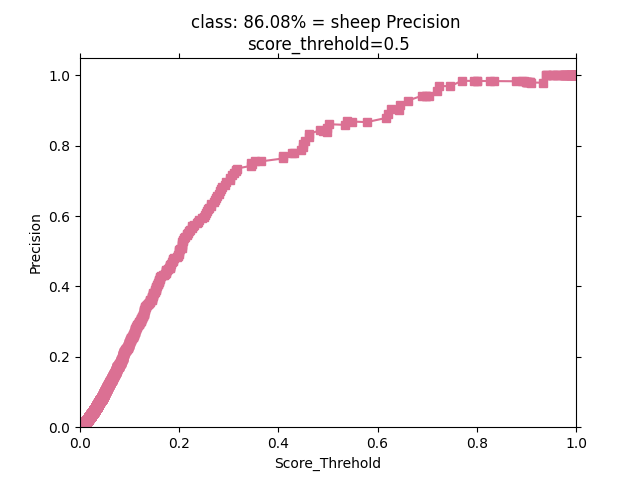 class: 86.08% = sheep Precision
score_threhold=0.5
1.0
0.8
0.6
0.4
0.2
0.0
Precision
0.0 0.2 0.4 0.6 0.8 1.0
Score_Threhold